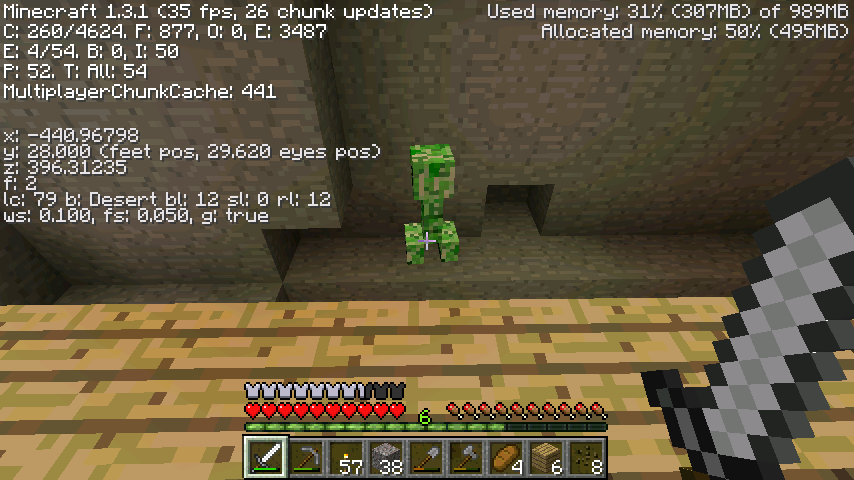 Minecraft 1.3.1 (35 fps, 26 chunk updates)
C: 260/4624, F: 877, O: 0, E: 3487
E: 4/54, B: 0, I: 50
P: 52. T: All: 54
MultiplayerChunkCache: 441
Used memory: 31% (307MB) of 989MB
Allocated memory: 50% (495MB)
x: -440.96798
y: 28.000 (feet pos, 29.620 eyes pos)
z: 396.31235
f: 2
lc: 79 b: Desert bl: 12 sl: 0 rl: 12
ws: 0.100, fs: 0.050, g: true
6
57 38 4 6 8